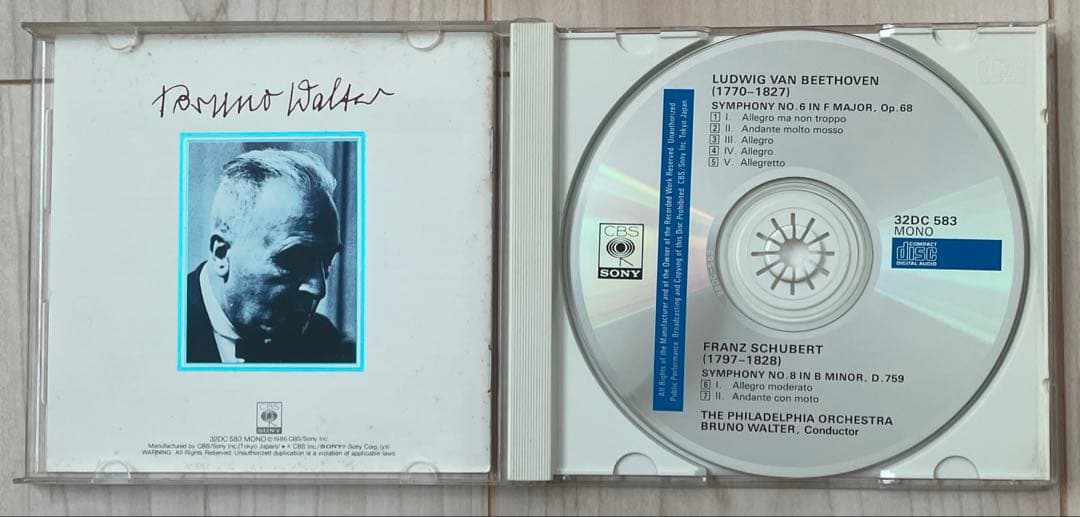 Bruno Walter
CBS
SONY
32DC 583 MONO © 1986 CBS/Sony Inc.
Manufactured by CBS/Sony Inc. (Tokyo Japan)/
WARNING: All Rights Reserved. Unauthorized duplication is a violation of applicable laws
LUDWIG VAN BEETHOVEN
(1770–1827)
SYMPHONY NO.6 IN F MAJOR, Op.68
1 I. Allegro ma non troppo
2 II. Andante molto mosso
3 III. Allegro
4 IV. Allegro
5 V. Allegretto
CBS
SONY
All Rights of the Manufacturer and of the Owner of the Recorded Work Reserved. Unauthorized
Public Performance. Broadcasting and Copying of this Disc Prohibited. CBS/Sony Inc. Tokyo Japan
32DC 583
MONO
COMPACT
disc
DIGITAL AUDIO
FRANZ SCHUBERT
(1797–1828)
SYMPHONY NO.8 IN B MINOR, D.759
6 I. Allegro moderato
7 II. Andante con moto
THE PHILADELPHIA ORCHESTRA
BRUNO WALTER, Conductor